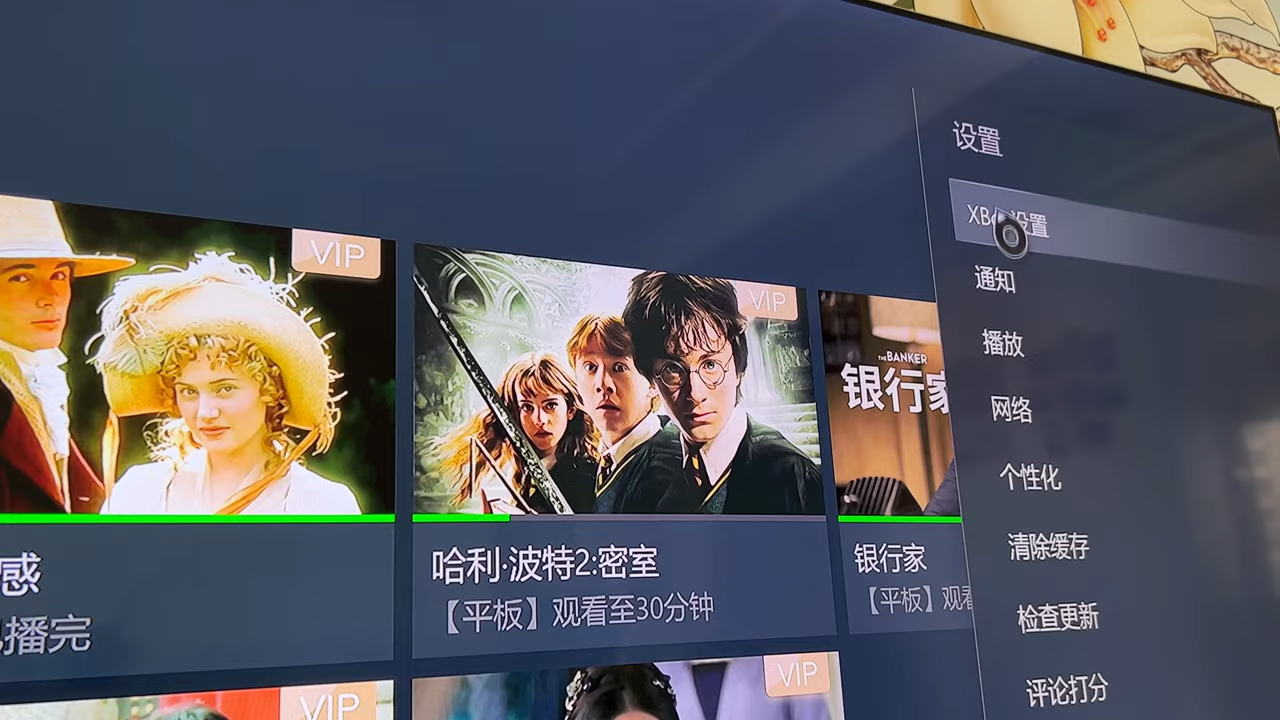 设置
XB 设置
通知
播放
网络
个性化
清除缓存
检查更新
评论打分
VIP
感
播完
VIP
哈利·波特2:密室
【平板】观看至30分钟
THE BANKER
银行家
银行家
【平板】观看
VIP
VIP